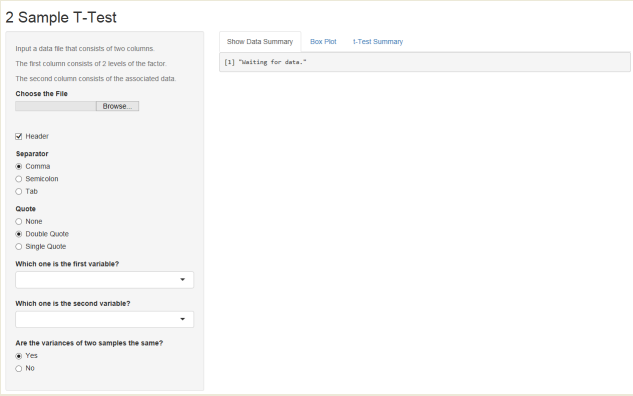 2 Sample T-Test
Input a data file that consists of two columns.
The first column consists of 2 levels of the factor.
The second column consists of the associated data.
Choose the File
Browse...
Header
Separator
Comma
Semicolon
Tab
Quote
None
Double Quote
Single Quote
Which one is the first variable?
Which one is the second variable?
Are the variances of two samples the same?
Yes
No
Show Data Summary Box Plot t-Test Summary
[1] "Waiting for data."